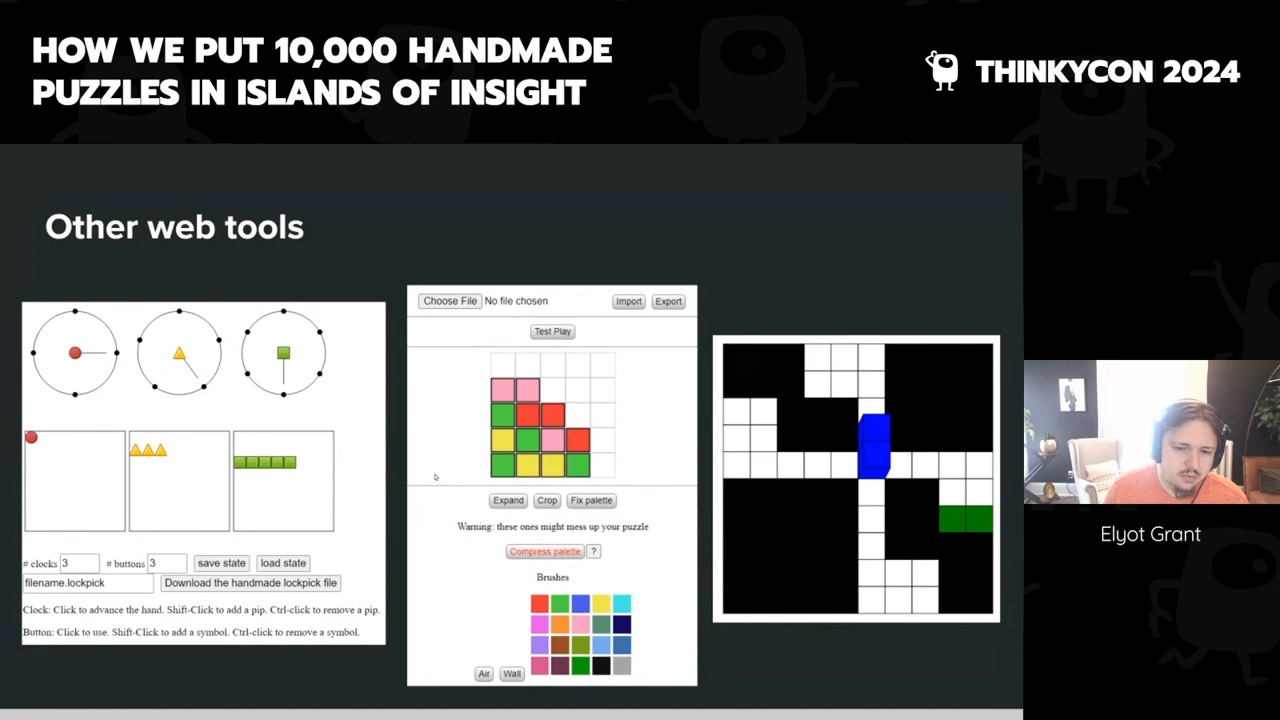 HOW WE PUT 10,000 HANDMADE
PUZZLES IN ISLANDS OF INSIGHT
THINKYCON 2024
Other web tools
# clocks 3 # buttons 3 save state load state
filename.lockpick Download the handmade lockpick file
Clock: Click to advance the hand. Shift-Click to add a pip. Ctrl-click to remove a pip.
Button: Click to use. Shift-Click to add a symbol. Ctrl-click to remove a symbol.
Choose File No file chosen Import Export
Test Play
Expand Crop Fix palette
Warning: these ones might mess up your puzzle
Compress palette ?
Brushes
Air Wall
Elyot Grant